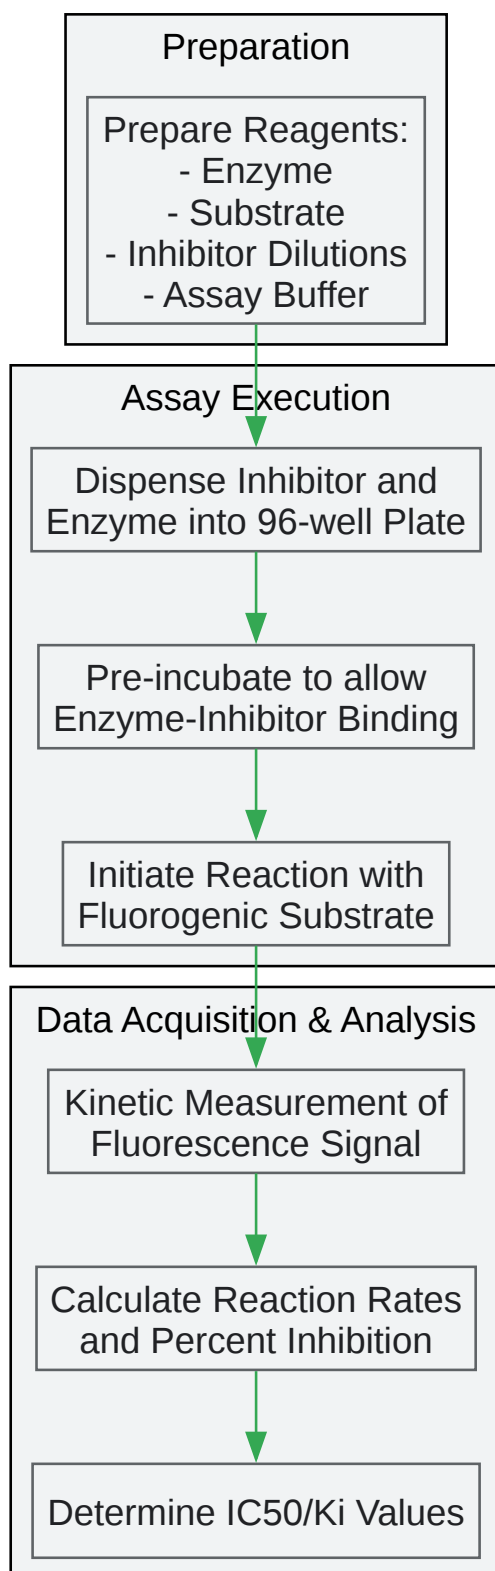 Preparation
Prepare Reagents:
- Enzyme
- Substrate
- Inhibitor Dilutions
- Assay Buffer
Assay Execution
Dispense Inhibitor and
Enzyme into 96-well Plate
Pre-incubate to allow
Enzyme-Inhibitor Binding
Initiate Reaction with
Fluorogenic Substrate
Data Acquisition & Analysis
Kinetic Measurement of
Fluorescence Signal
Calculate Reaction Rates
and Percent Inhibition
Determine IC50/Ki Values